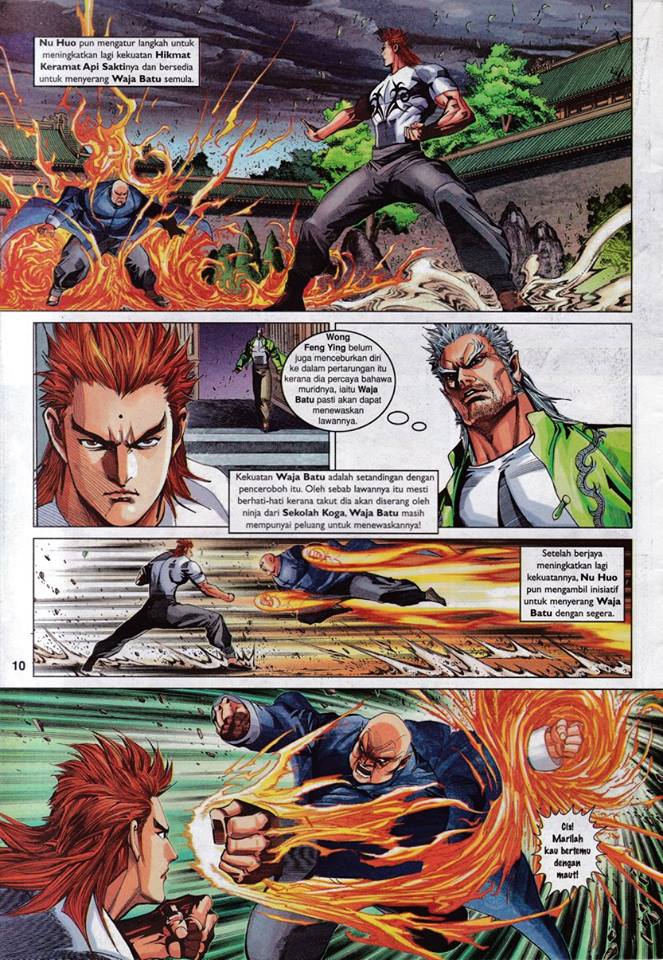 Nu Huo pun mengatur langkah untuk
meningkatkan lagi kekuatan Hikmat
Keramat Api Saktinya dan bersedia
untuk menyerang Waja Batu semula.
Wong
Feng Ying belum
juga menceburkan diri
ke dalam pertarungan itu
kerana dia percaya bahawa
muridnya, iaitu Waja
Batu pasti akan dapat
menewaskan
lawannya.
Kekuatan Waja Batu adalah setandingan dengan
penceroboh itu. Oleh sebab lawannya itu mesti
berhati-hati kerana takut dia akan diserang oleh
ninja dari Sekolah Koga, Waja Batu masih
mempunyai peluang untuk menewaskannya!
Setelah berjaya
meningkatkan lagi
kekuatannya, Nu Huo
pun mengambil inisiatif
untuk menyerang Waja
Batu dengan segera.
10
Cis!
Marilah
kau bertemu
dengan
maut!